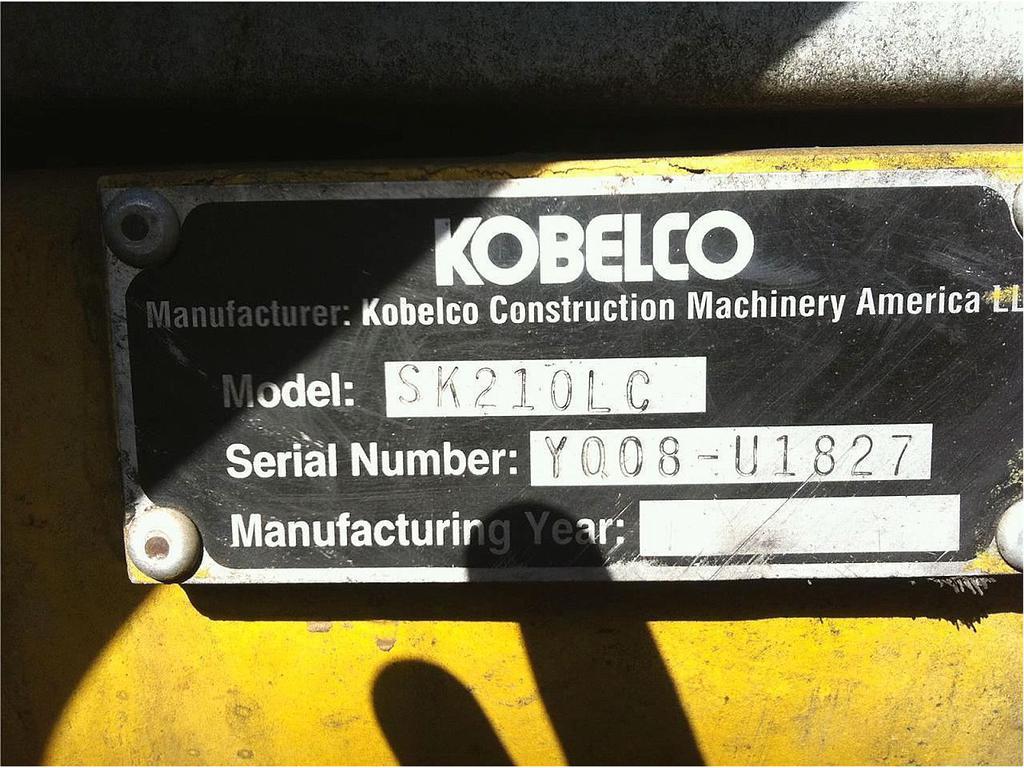 KOBELCO
Manufacturer: Kobelco Construction Machinery America
Model: SK210LC
Serial Number: YQ08-U1827
Manufacturing Year: